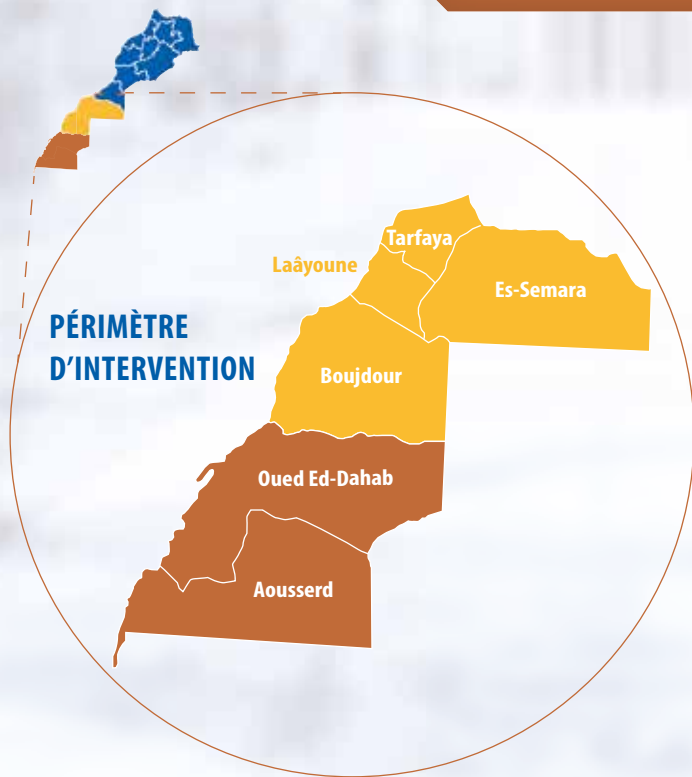 Tarfaya
Laâyoune
Es-Semara
PÉRIMÈTRE
D'INTERVENTION
Boujdour
Oued Ed-Dahab
Aousserd